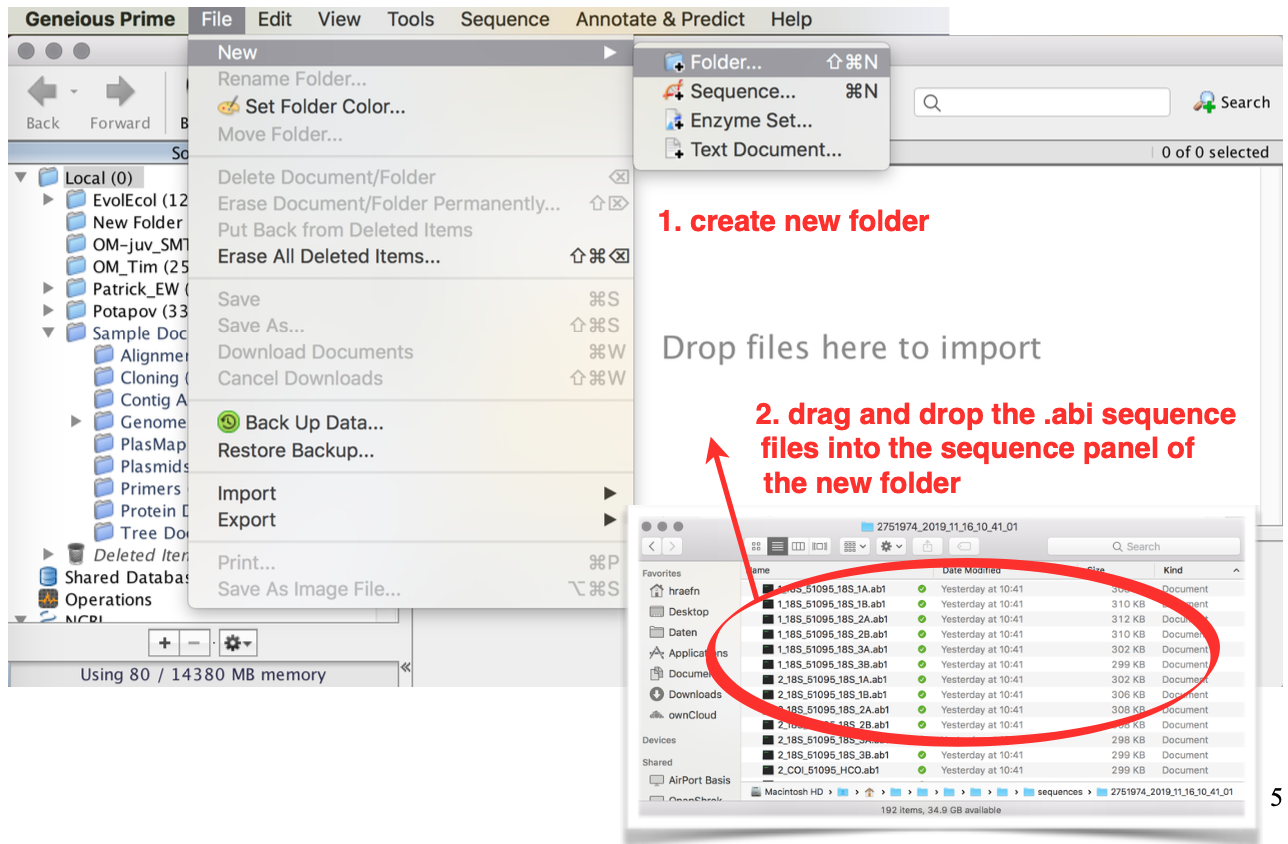 Geneious Prime File Edit View Tools Sequence Annotate & Predict Help
New
Rename Folder...
Set Folder Color...
Move Folder...
Delete Document/Folder
Erase Document/Folder Permanently...
Put Back from Deleted Items
Erase All Deleted Items... ⇧⌘⌫
Save ⌘S
Save As... ⇧⌘S
Download Documents ⌘W
Cancel Downloads ⇧⌘W
Back Up Data...
Restore Backup...
Import
Export
Print... ⌘P
Save As Image File... ⌥⌘S
Folder... ⇧⌘N
Sequence... ⌘N
Enzyme Set...
Text Document...
Back Forward B
Search
So
0 of 0 selected
Local (0)
EvolEcol (12
New Folder
OM-juv_SMT
OM_Tim (25
Patrick_EW (
Potapov (33
Sample Doc
Alignmer
Cloning (
Contig A
Genome
PlasMap
Plasmids
Primers
Protein D
Tree Do
Deleted Iter
Shared Databas
Operations
NCBI
Using 80 / 14380 MB memory
1. create new folder
Drop files here to import
2. drag and drop the .abi sequence
files into the sequence panel of
the new folder
2751974_2019_11_16_10_41_01
Search
Favorites
hraefn
Desktop
Daten
Applications
Documen
Downloads
ownCloud
Devices
Shared
AirPort Basis
Name Date Modified Size Kind
1_18S_51095_18S_1A.ab1 Yesterday at 10:41 Document
1_18S_51095_18S_1B.ab1 Yesterday at 10:41 310 KB Document
1_18S_51095_18S_2A.ab1 Yesterday at 10:41 312 KB Document
1_18S_51095_18S_2B.ab1 Yesterday at 10:41 310 KB Document
1_18S_51095_18S_3A.ab1 Yesterday at 10:41 302 KB Document
1_18S_51095_18S_3B.ab1 Yesterday at 10:41 299 KB Document
2_18S_51095_18S_1A.ab1 Yesterday at 10:41 302 KB Document
2_18S_51095_18S_1B.ab1 Yesterday at 10:41 306 KB Document
2_18S_51095_18S_2A.ab1 Yesterday at 10:41 308 KB Document
2_18S_51095_18S_2B.ab1 Yesterday at 10:41 KB Document
2_18S_51095_18S_3A.ab1 Yesterday at 10:41 298 KB Document
2_18S_51095_18S_3B.ab1 Yesterday at 10:41 299 KB Document
2_COI_51095_HCO.ab1 Yesterday at 10:41 299 KB Document
Macintosh HD › › › › › › › › sequences › 2751974_2019_11_16_10_41_01
192 items, 34.9 GB available
5